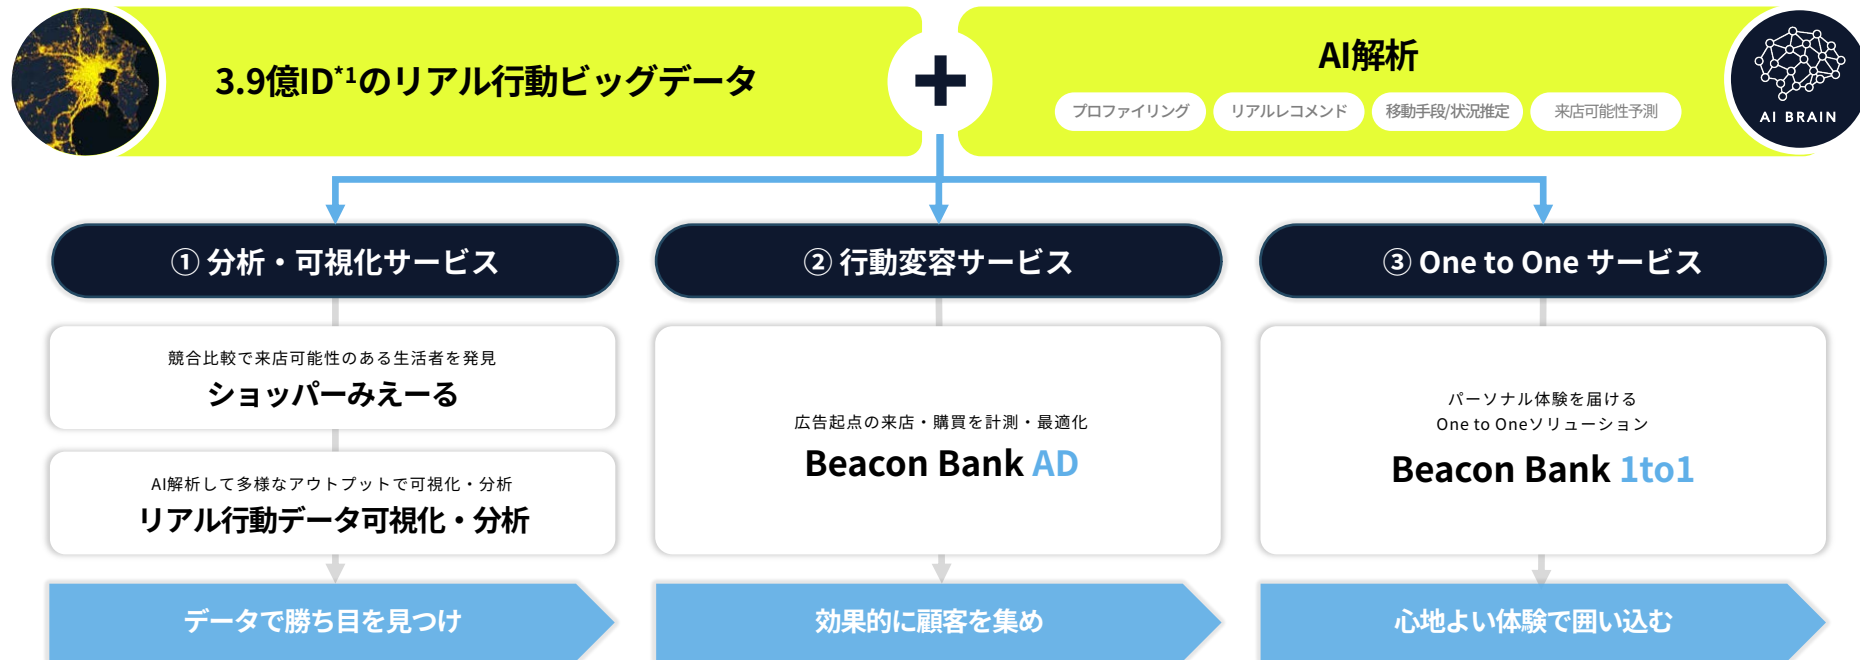 3.9億ID*1のリアル行動ビッグデータ
+
AI解析
プロファイリング
リアルレコメンド
移動手段/状況推定
来店可能性予測
AI BRAIN
① 分析・可視化サービス
② 行動変容サービス
③ One to One サービス
競合比較で来店可能性のある生活者を発見
ショッパーみえーる
AI解析して多様なアウトプットで可視化・分析
リアル行動データ可視化・分析
広告起点の来店・購買を計測・最適化
Beacon Bank AD
パーソナル体験を届ける
One to Oneソリューション
Beacon Bank 1to1
データで勝ち目を見つけ
効果的に顧客を集め
心地よい体験で囲い込む